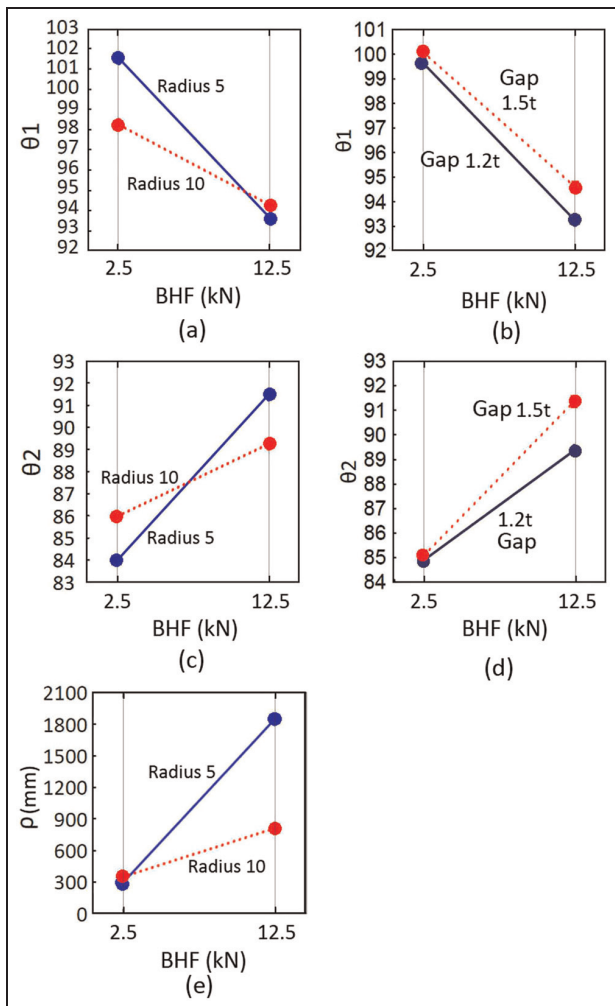 103
102
101
100
99
98
97
96
95
94
93
92
θ1
Radius 5
Radius 10
2.5 12.5
BHF (kN)
(a)
101
100
99
98
97
96
95
94
93
92
θ1
Gap
1.5t
Gap 1.2t
2.5 12.5
BHF (kN)
(b)
93
92
91
90
89
88
87
86
84
83
θ2
Radius 10
Radius 5
2.5 12.5
BHF (kN)
(c)
93
92
91
90
89
88
87
86
85
84
θ2
Gap 1.5t
1.2t
Gap
2.5 12.5
BHF (kN)
(d)
2100
1800
1500
1200
900
600
300
0
ρ(mm)
Radius 5
Radius 10
2.5 12.5
BHF (kN)
(e)